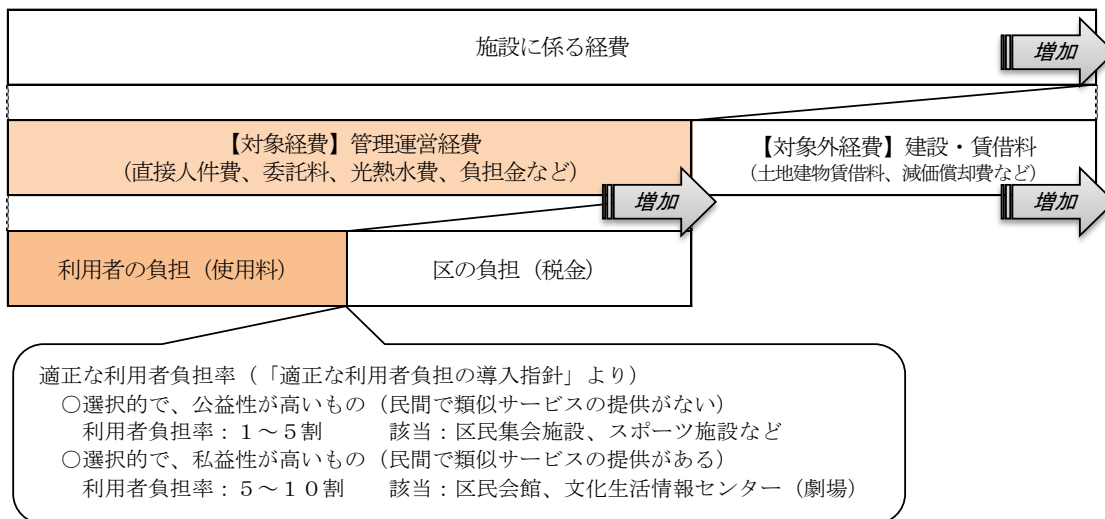 施設に係る経費
増加
【対象経費】管理運営経費
（直接人件費、委託料、光熱水費、負担金など）
増加
【対象外経費】建設・賃借料
（土地建物賃借料、減価償却費など）
増加
利用者の負担（使用料）
区の負担（税金）
適正な利用者負担率（「適正な利用者負担の導入指針」より）
○選択的で、公益性が高いもの（民間で類似サービスの提供がない）
利用者負担率：１～５割　　該当：区民集会施設、スポーツ施設など
○選択的で、私益性が高いもの（民間で類似サービスの提供がある）
利用者負担率：５～１０割　　該当：区民会館、文化生活情報センター（劇場）